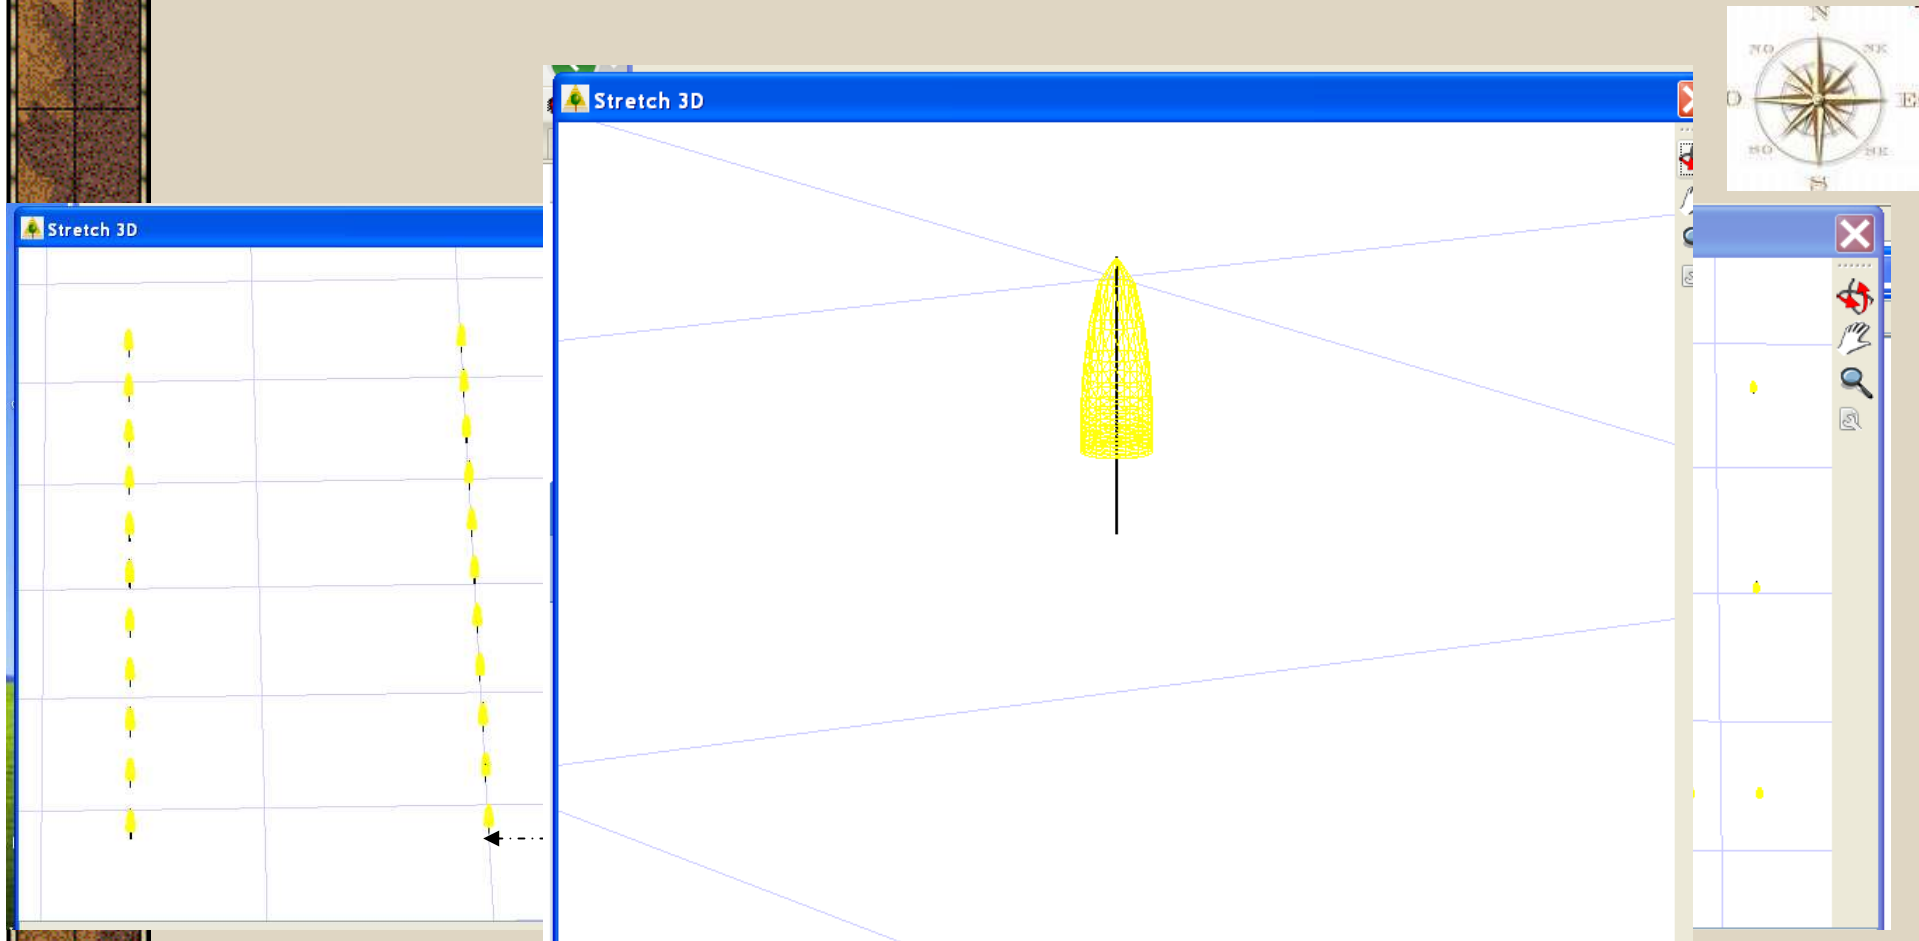 N
NO NE
Stretch 3D
O E
SO SE
S
Stretch 3D